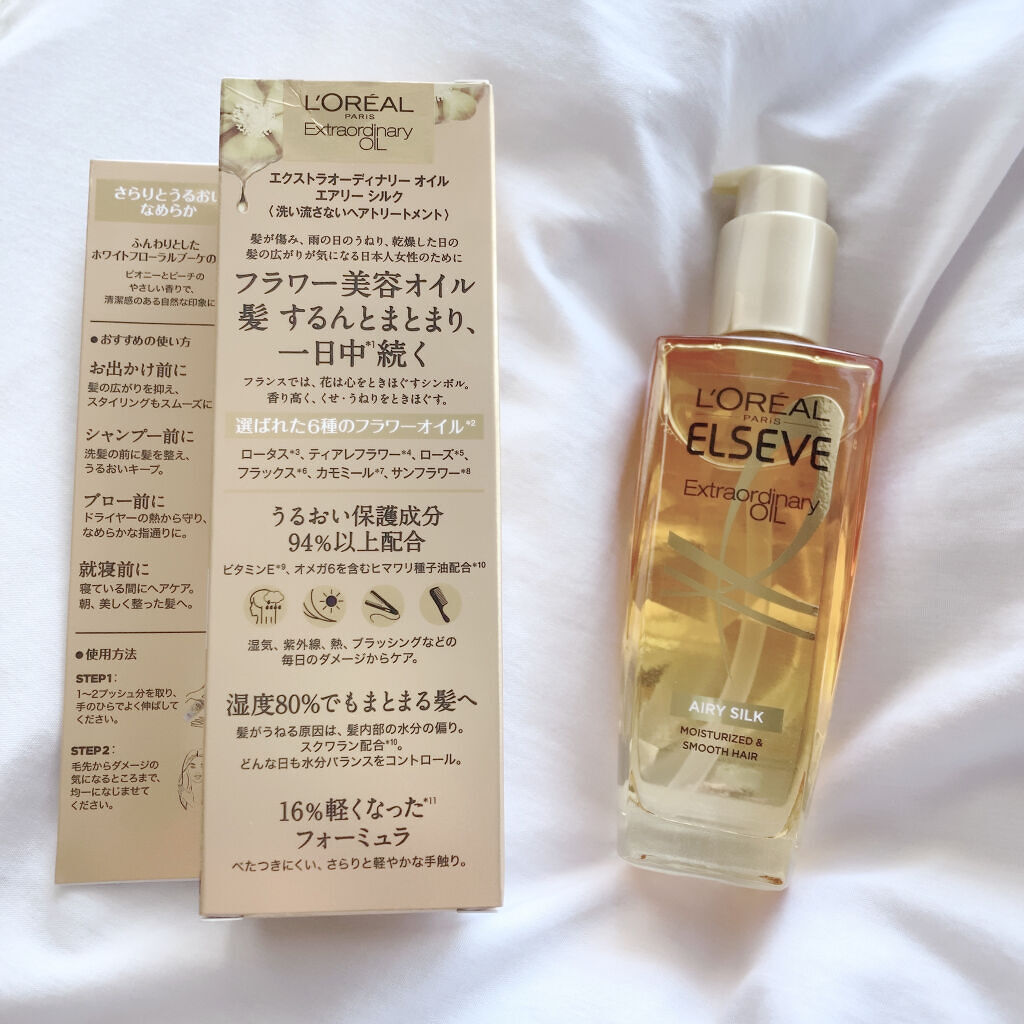 さらりとうるおい
なめらか
ふんわりとした
ホワイトフローラルブーケの
ピオニーとピーチの
やさしい香りで、
清潔感のある自然な印象に
●おすすめの使い方
お出かけ前に
髪の広がりを抑え、
スタイリングもスムーズに
シャンプー前に
洗髪の前に髪を整え、
うるおいキープ。
ブロー前に
ドライヤーの熱から守り、
なめらかな指通りに。
就寝前に
寝ている間にヘアケア。
朝、美しく整った髪へ。
●使用方法
STEP1:
1〜2プッシュ分を取り、
手のひらでよく伸ばして
ください。
STEP2:
毛先からダメージの
気になるところまで、
均一になじませて
ください。
L'ORÉAL
PARIS
Extraordinary
OIL
エクストラオーディナリー オイル
エアリー シルク
〈洗い流さないヘアトリートメント〉
髪が傷み、雨の日のうねり、乾燥した日の
髪の広がりが気になる日本人女性のために
フラワー美容オイル
髪 するんとまとまり、
一日中*1続く
フランスでは、花は心をときほぐすシンボル。
香り高く、くせ・うねりをときほぐす。
選ばれた6種のフラワーオイル*2
ロータス*3、ティアレフラワー*4、ローズ*5、
フラックス*6、カモミール*7、サンフラワー*8
うるおい保護成分
94%以上配合
ビタミンE*9、オメガ6を含むヒマワリ種子油配合*10
湿気、紫外線、熱、ブラッシングなどの
毎日のダメージからケア。
湿度80%でもまとまる髪へ
髪がうねる原因は、髪内部の水分の偏り。
スクワラン配合*10。
どんな日も水分バランスをコントロール。
16%軽くなった*11
フォーミュラ
べたつきにくい、さらりと軽やかな手触り。
L'ORÉAL
PARIS
ELSEVE
Extraordinary
OIL
AIRY SILK
MOISTURIZED &
SMOOTH HAIR